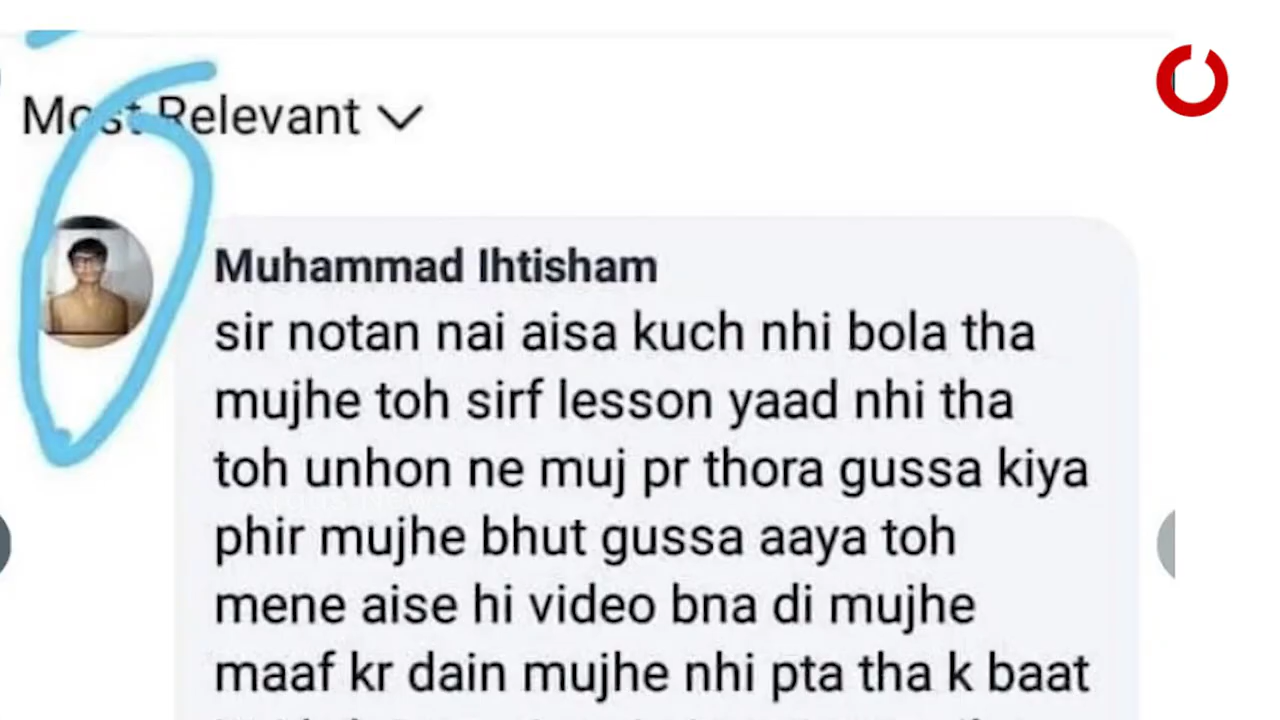 Most Relevant
Muhammad Ihtisham
sir notan nai aisa kuch nhi bola tha
mujhe toh sirf lesson yaad nhi tha
toh unhon ne muj pr thora gussa kiya
phir mujhe bhut gussa aaya toh
mene aise hi video bna di mujhe
maaf kr dain mujhe nhi pta tha k baat